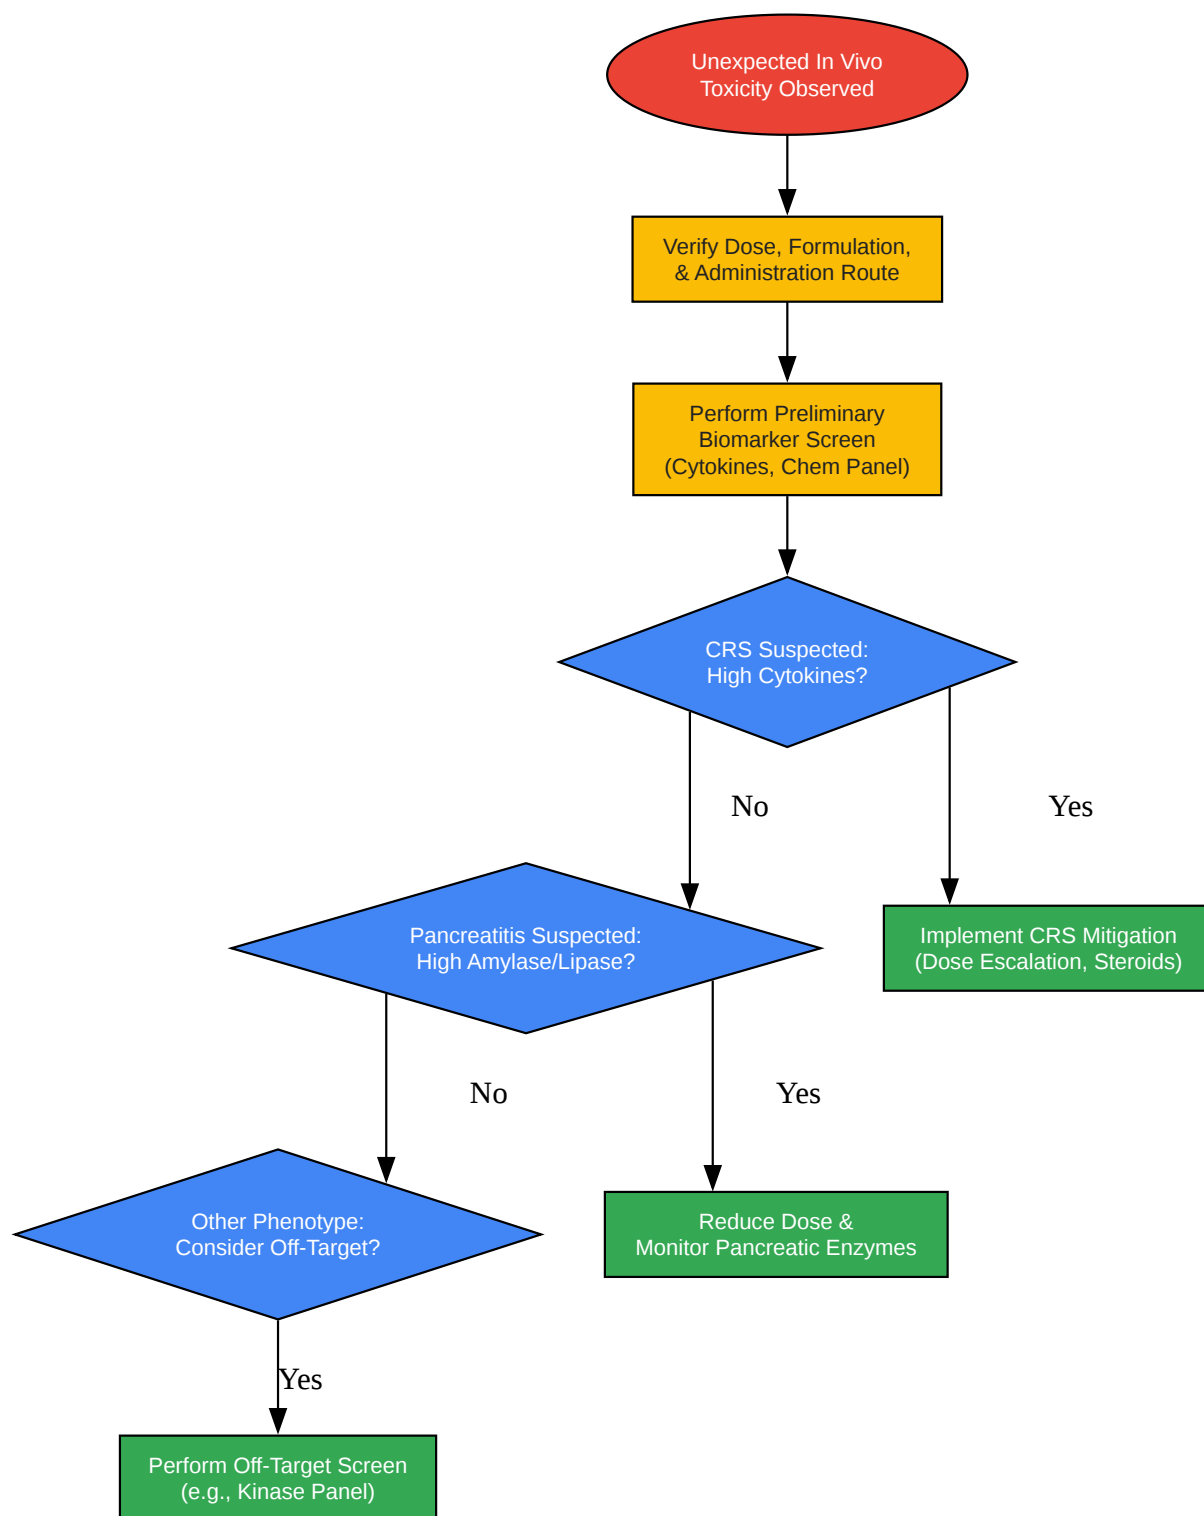 Unexpected In Vivo
Toxicity Observed
Verify Dose, Formulation,
& Administration Route
Perform Preliminary
Biomarker Screen
(Cytokines, Chem Panel)
CRS Suspected:
High Cytokines?
No
Yes
Pancreatitis Suspected:
High Amylase/Lipase?
Implement CRS Mitigation
(Dose Escalation, Steroids)
No
Yes
Other Phenotype:
Consider Off-Target?
Reduce Dose &
Monitor Pancreatic Enzymes
Yes
Perform Off-Target Screen
(e.g., Kinase Panel)